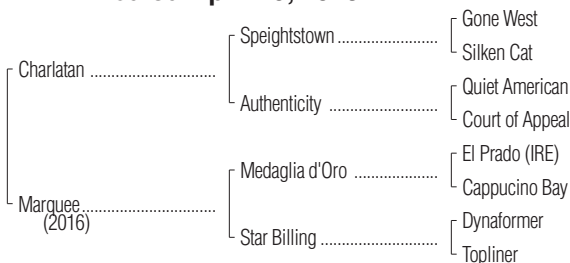 Charlatan
Marquee
(2016)
Speightstown
Authenticity
Medaglia d'Oro
Star Billing
Gone West
Silken Cat
Quiet American
Court of Appeal
El Prado (IRE)
Cappucino Bay
Dynaformer
Topliner